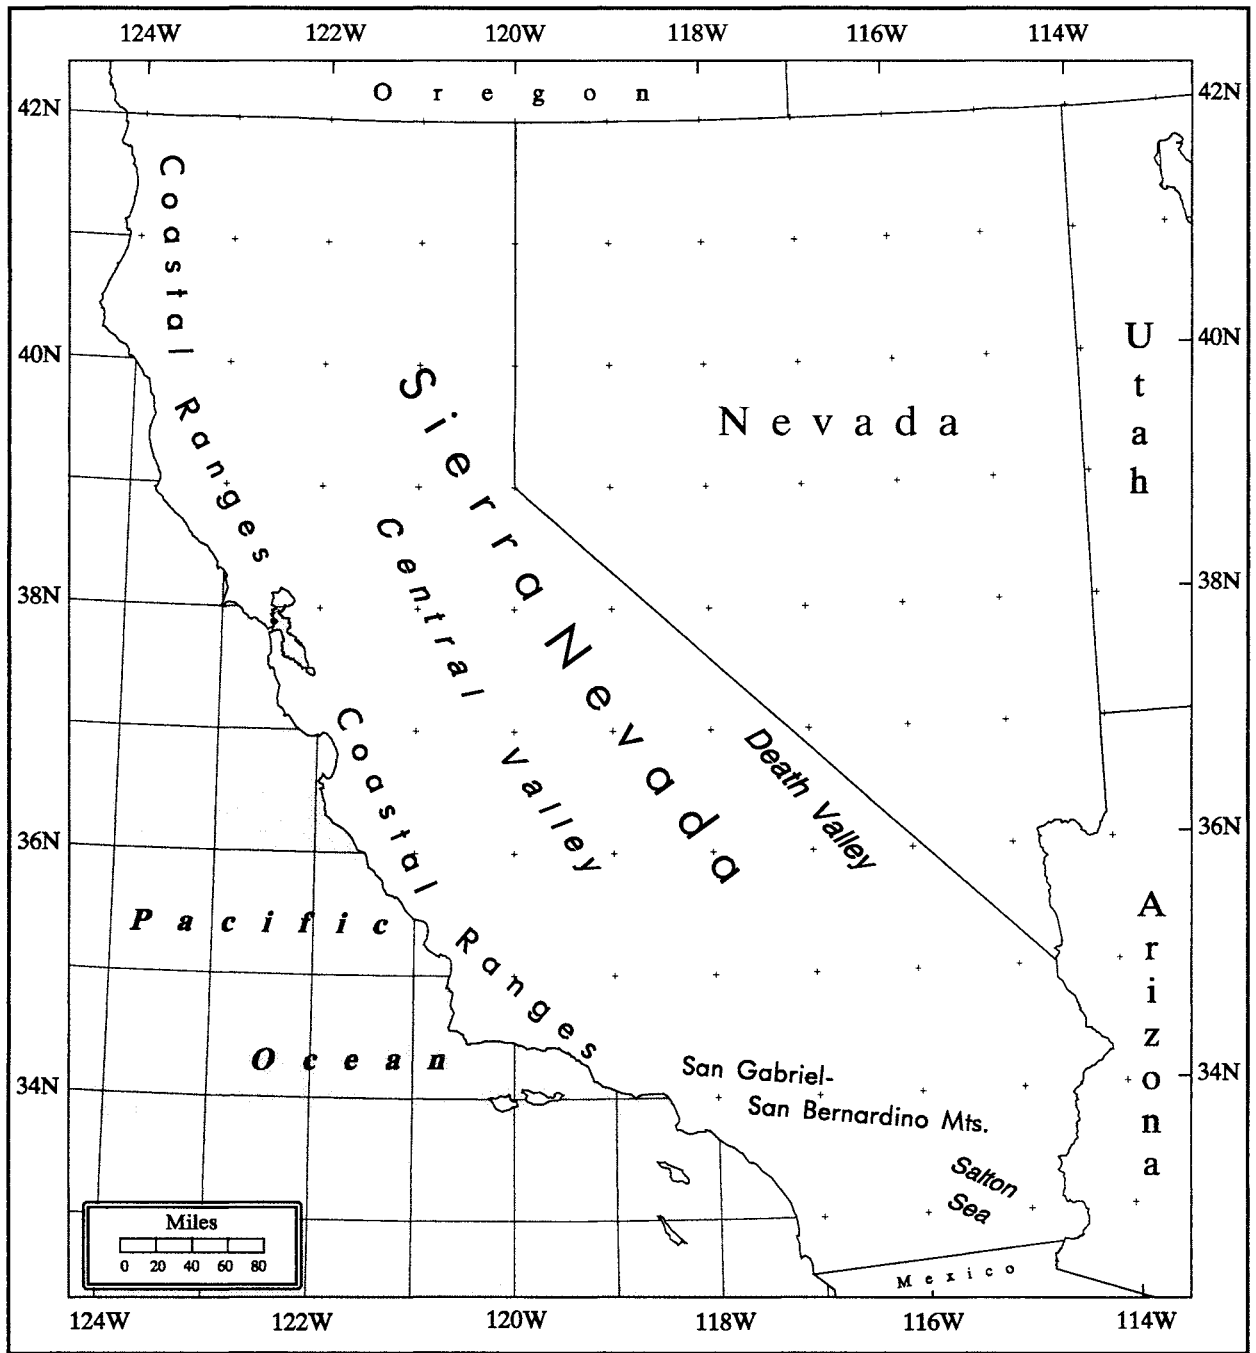 124W 122W 120W 118W 116W 114W
42N
Oregon
42N
Coastal
Ranges
40N
Utah
40N
Sierra
Nevada
Nevada
Central
Valley
38N
38N
Coastal
Ranges
Death Valley
36N
36N
Pacific
Ocean
Arizona
34N
34N
San Gabriel-
San Bernardino Mts.
Salton
Sea
Miles
0 20 40 60 80
Mexico
124W 122W 120W 118W 116W 114W